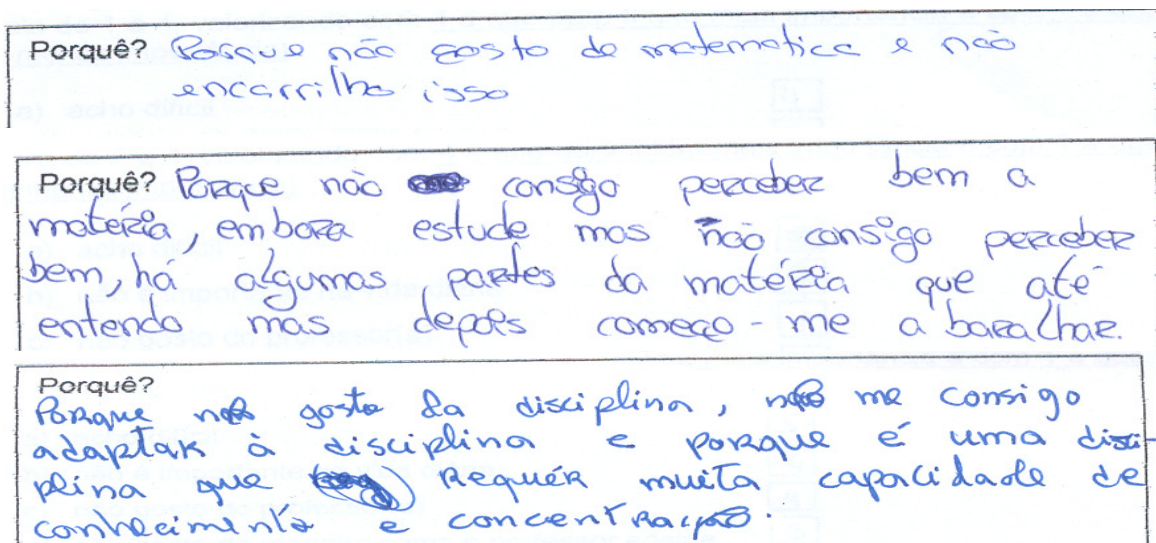 Porquê? Porque não gosto de matematica e não
encarrilho isso
Porquê? Porque não consigo perceber bem a
matéria, embora estude mas não consigo perceber
bem, há algumas partes da matéria que até
entendo mas depois começo-me a baralhar.
Porquê?
Porque não gosto da disciplina, não me consigo
adaptar à disciplina e porque é uma disci-
plina que requér muita capacidade de
conhecimento e concentração.